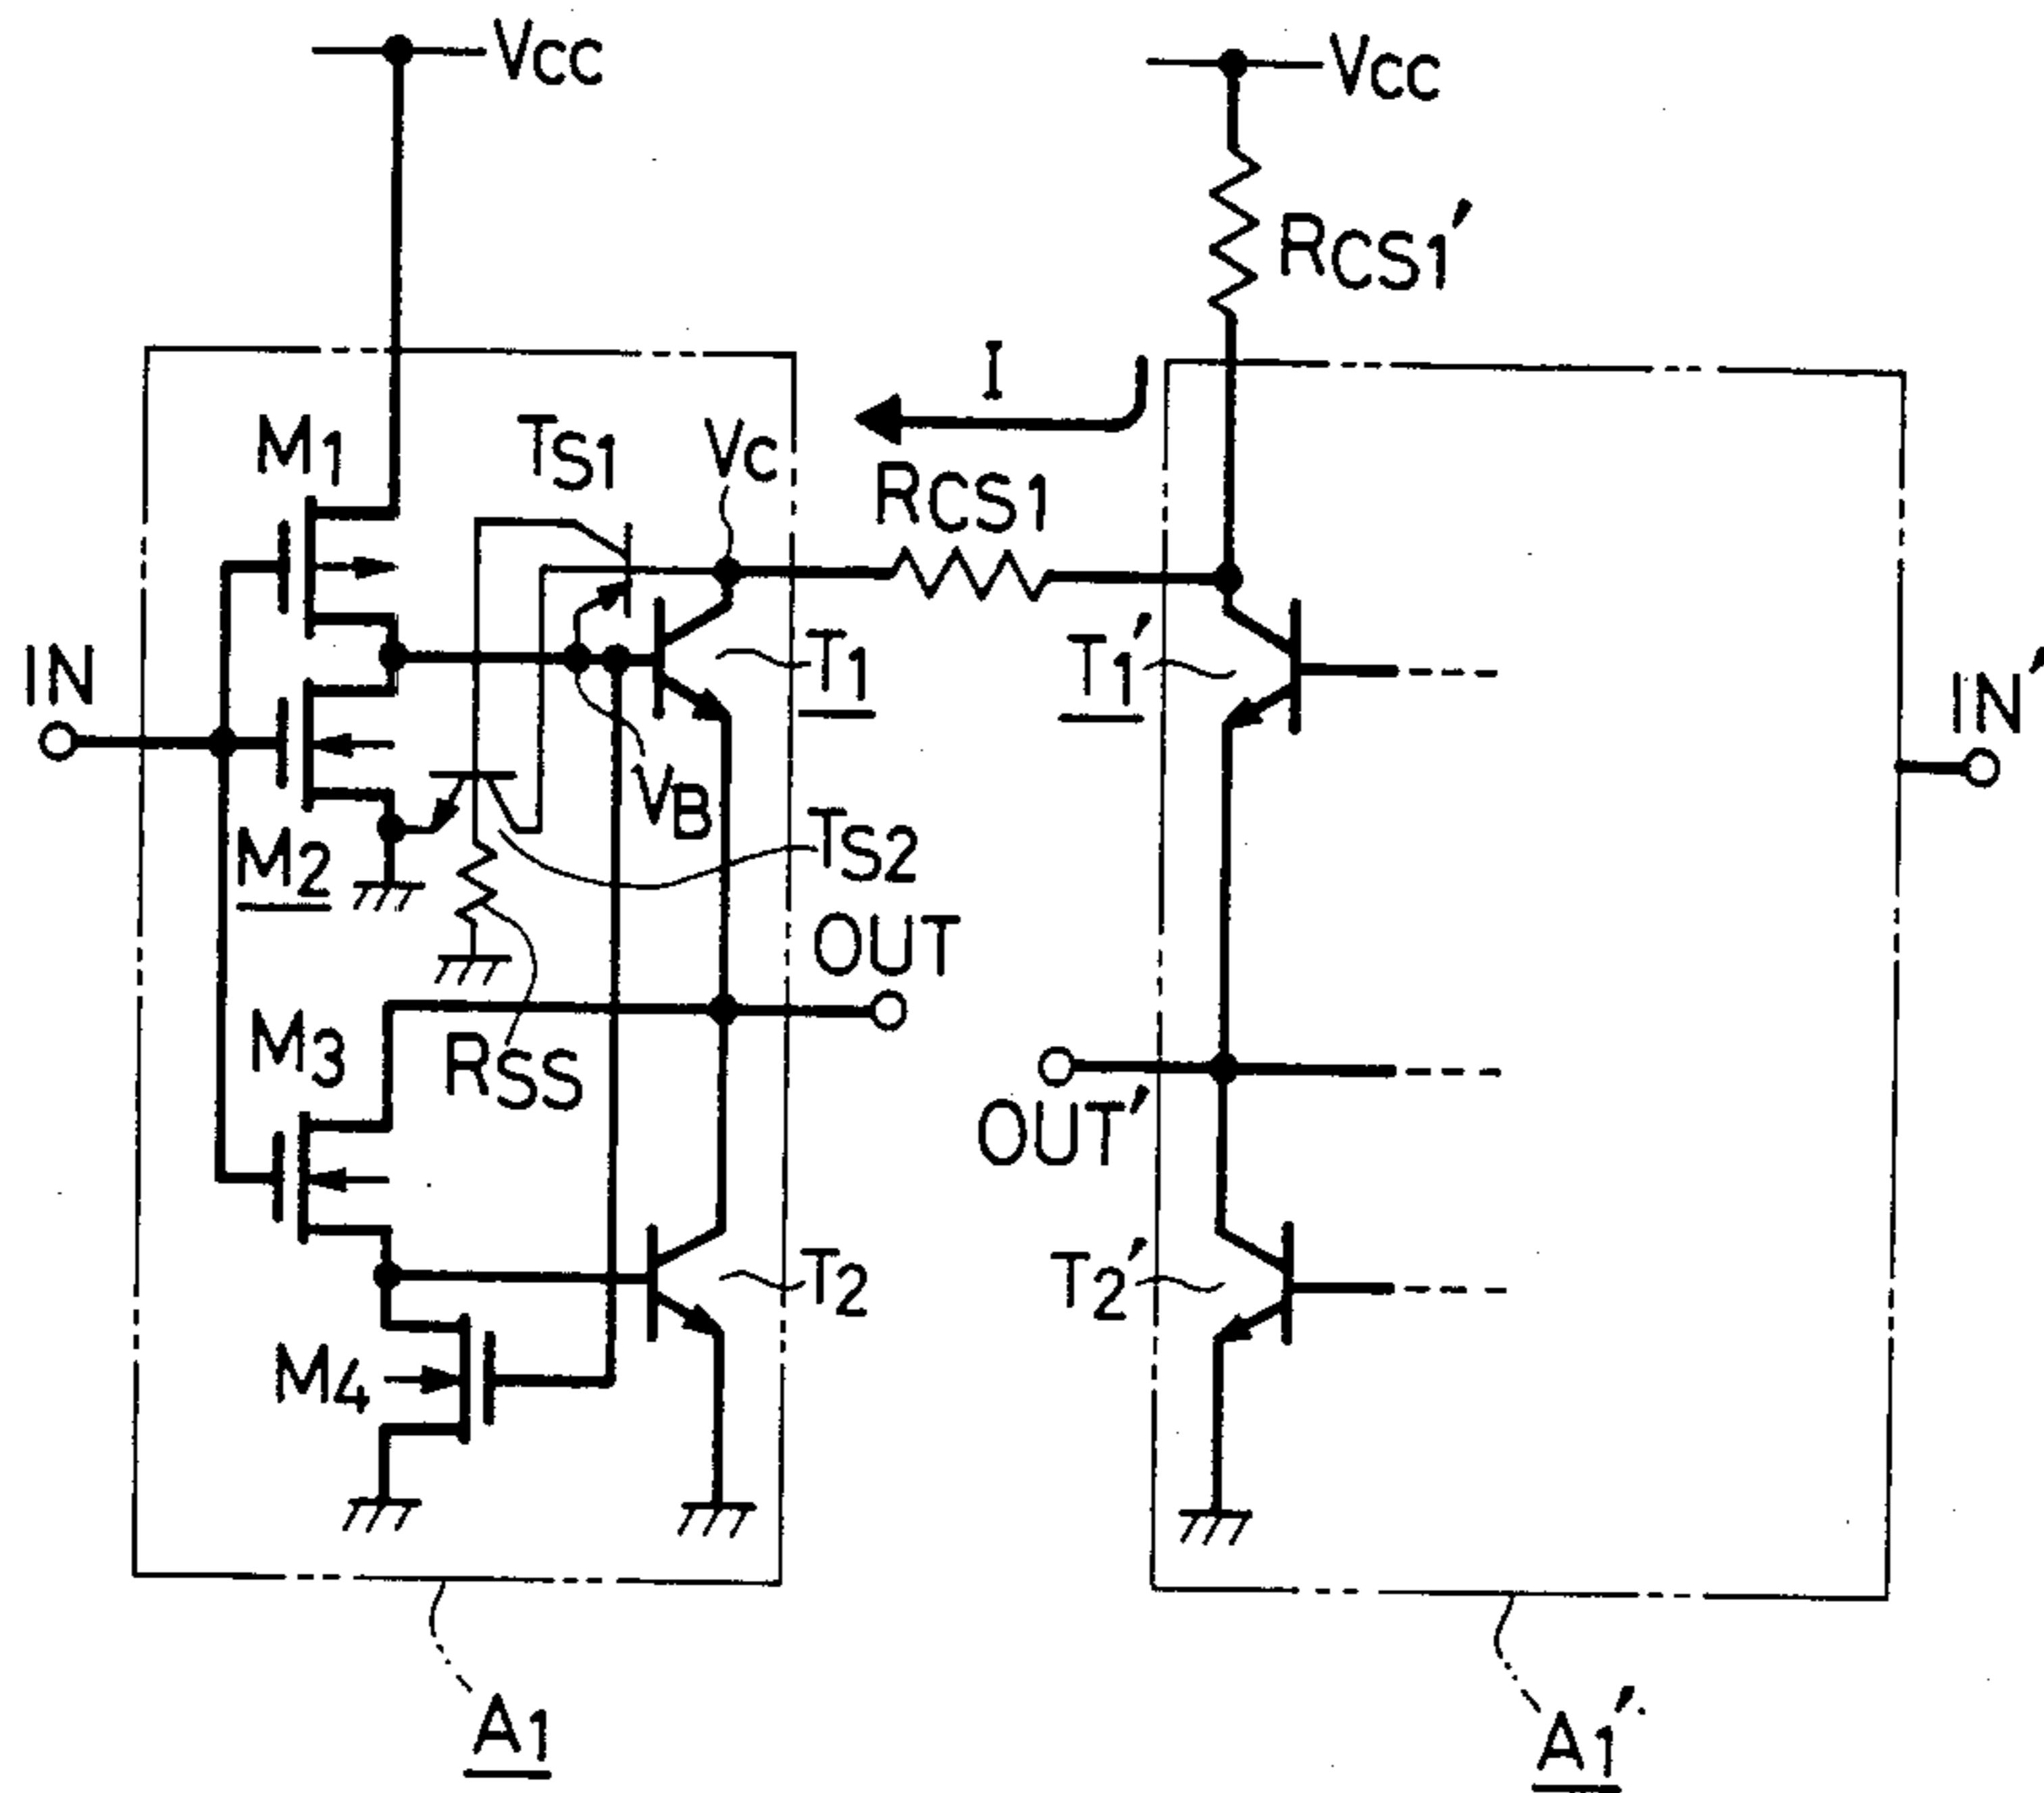 VCC
VCC
RCS1'
I
M1
TS1
VC
RCS1
IN
T1
T1'
IN'
VB
M2
TS2
OUT
M3
RSS
OUT'
T2
T2'
M4
A1
A1'